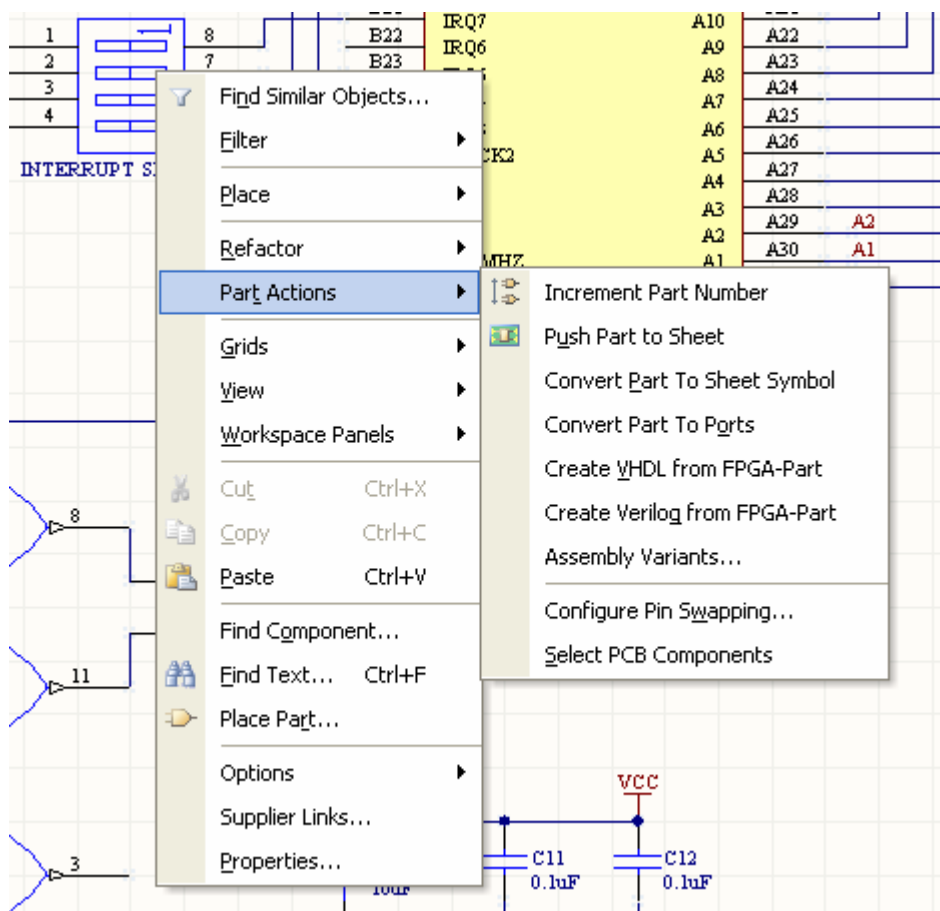 IRQ7
A10
1
8
B22
A22
IRQ6
A9
2
7
B23
A23
A8
3
A24
A7
4
A25
A6
A26
CK2
A5
INTERRUPT S
A27
A4
A28
A3
A29
A2
A2
A30
A1
MHZ
A1
Find Similar Objects...
Filter
Place
Refactor
Part Actions
Grids
View
Workspace Panels
Cut Ctrl+X
Copy Ctrl+C
Paste Ctrl+V
Find Component...
Find Text... Ctrl+F
Place Part...
Options
Supplier Links...
Properties...
Increment Part Number
Push Part to Sheet
Convert Part To Sheet Symbol
Convert Part To Ports
Create VHDL from FPGA-Part
Create Verilog from FPGA-Part
Assembly Variants...
Configure Pin Swapping...
Select PCB Components
8
11
3
VCC
C11
0.1uF
C12
0.1uF
10uF